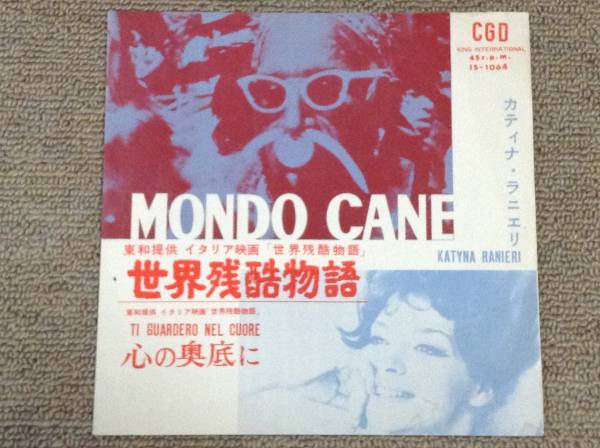 CGD
KING INTERNATIONAL
45 r.p.m.
IS-1064
カティナ・ラニエリ
KATYNA RANIERI
MONDO CANE
東和提供 イタリア映画「世界残酷物語」
世界残酷物語
東和提供 イタリア映画「世界残酷物語」
TI GUARDERO NEL CUORE
心の奥底に